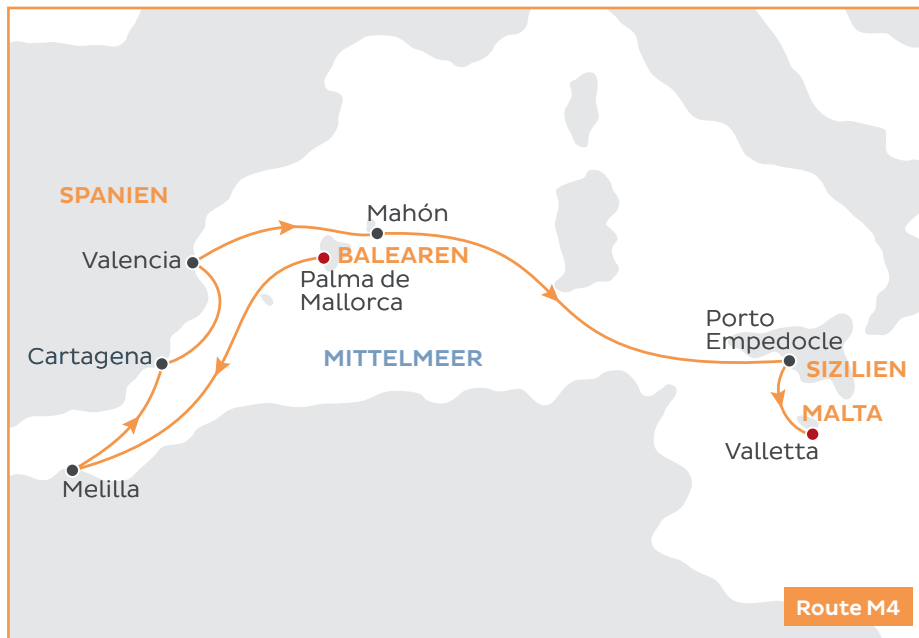 SPANIEN
Mahón
Valencia
BALEAREN
Palma de
Mallorca
Porto
Empedocle
Cartagena
MITTELMEER
SIZILIEN
MALTA
Valletta
Melilla
Route M4